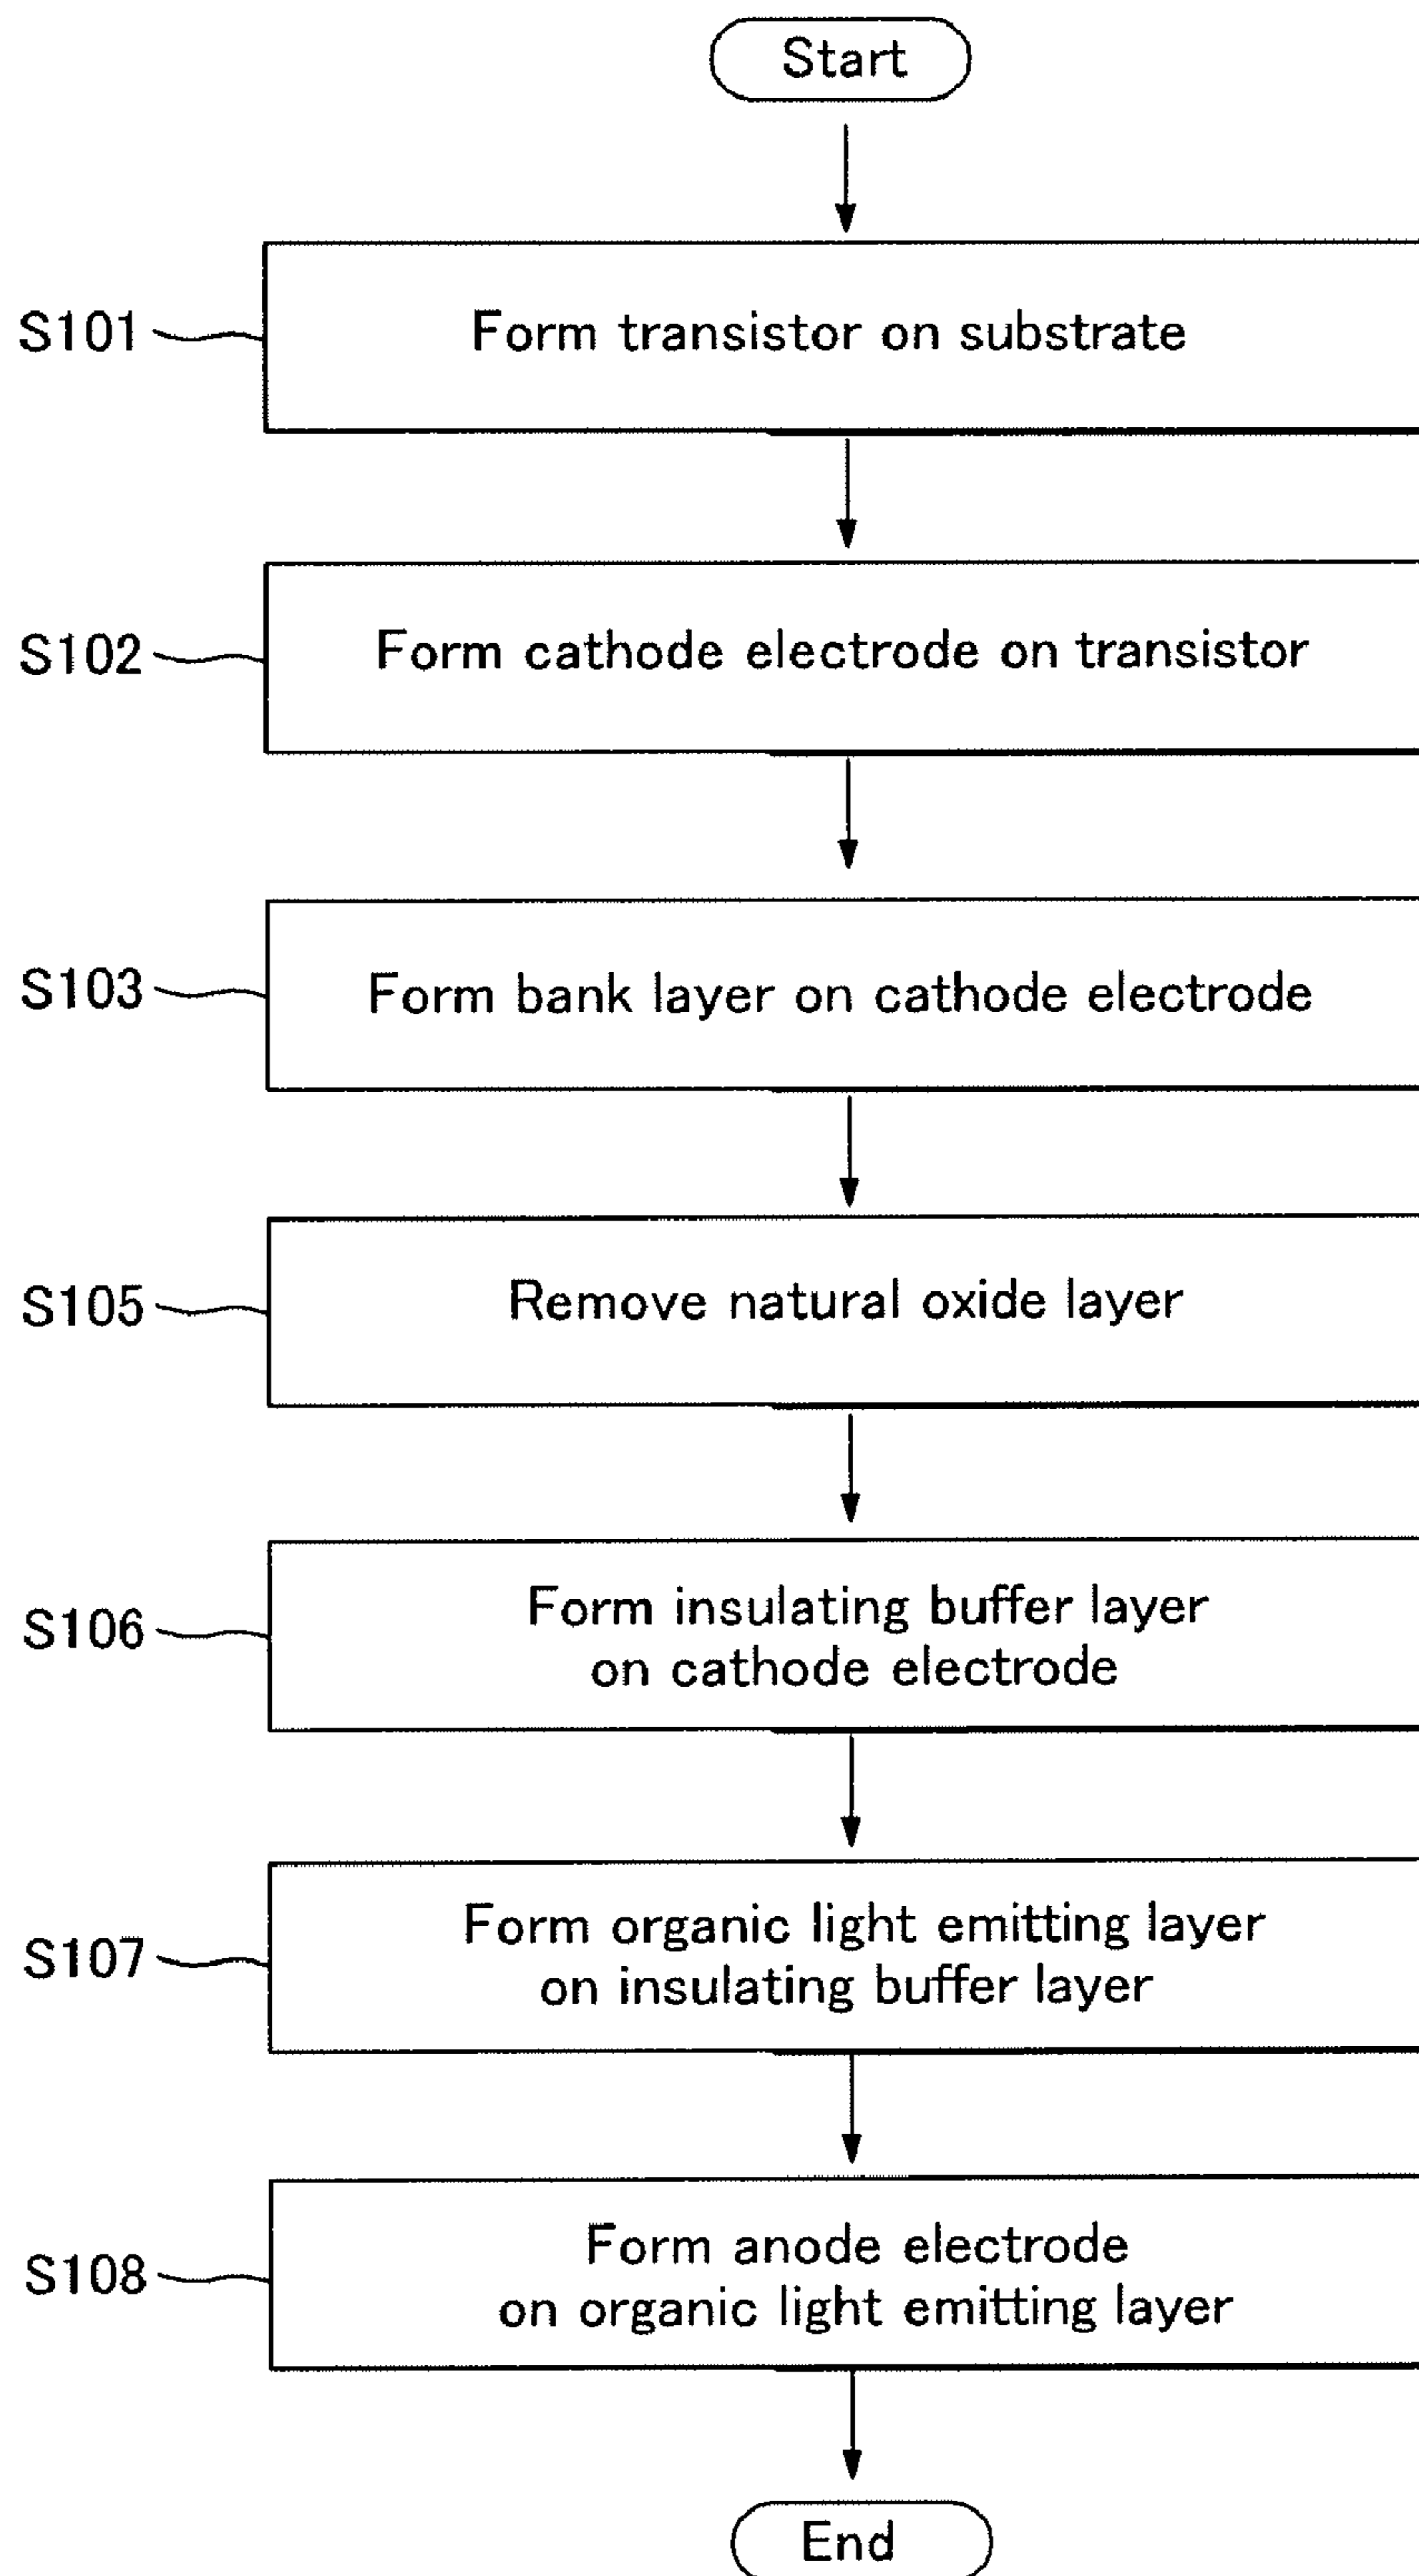 Start
S101
Form transistor on substrate
S102
Form cathode electrode on transistor
S103
Form bank layer on cathode electrode
S105
Remove natural oxide layer
S106
Form insulating buffer layer
on cathode electrode
S107
Form organic light emitting layer
on insulating buffer layer
S108
Form anode electrode
on organic light emitting layer
End